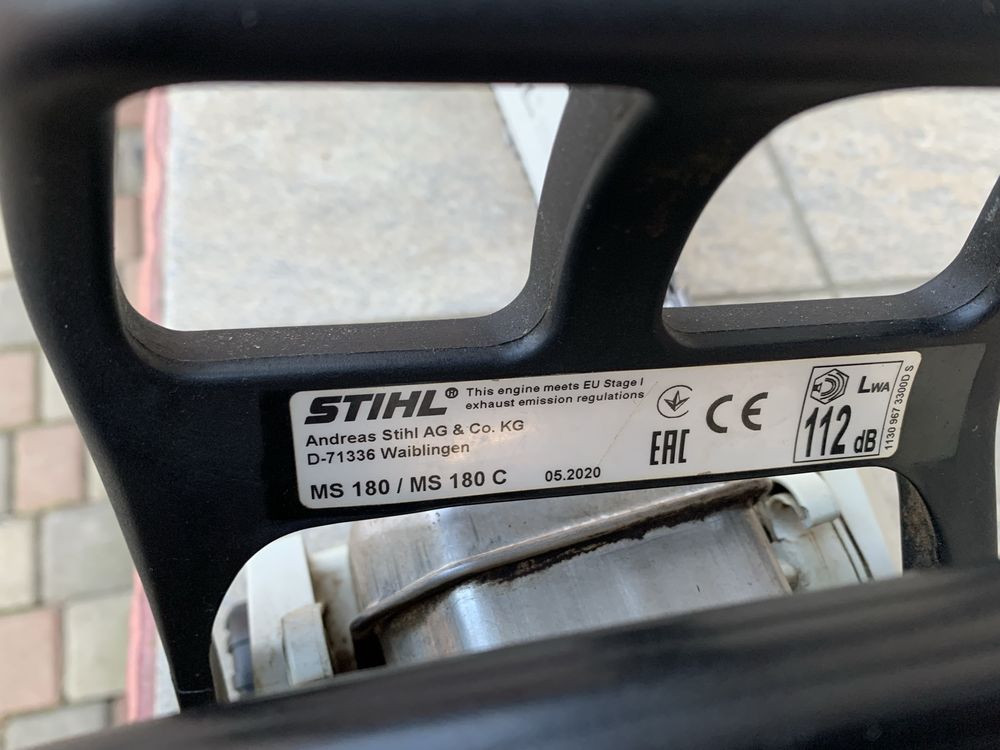 STIHL® This engine meets EU Stage I
exhaust emission regulations
Andreas Stihl AG & Co. KG
D-71336 Waiblingen
MS 180 / MS 180 C 05.2020
EAC
CE
LWA
112 dB
1130 967 3300D S